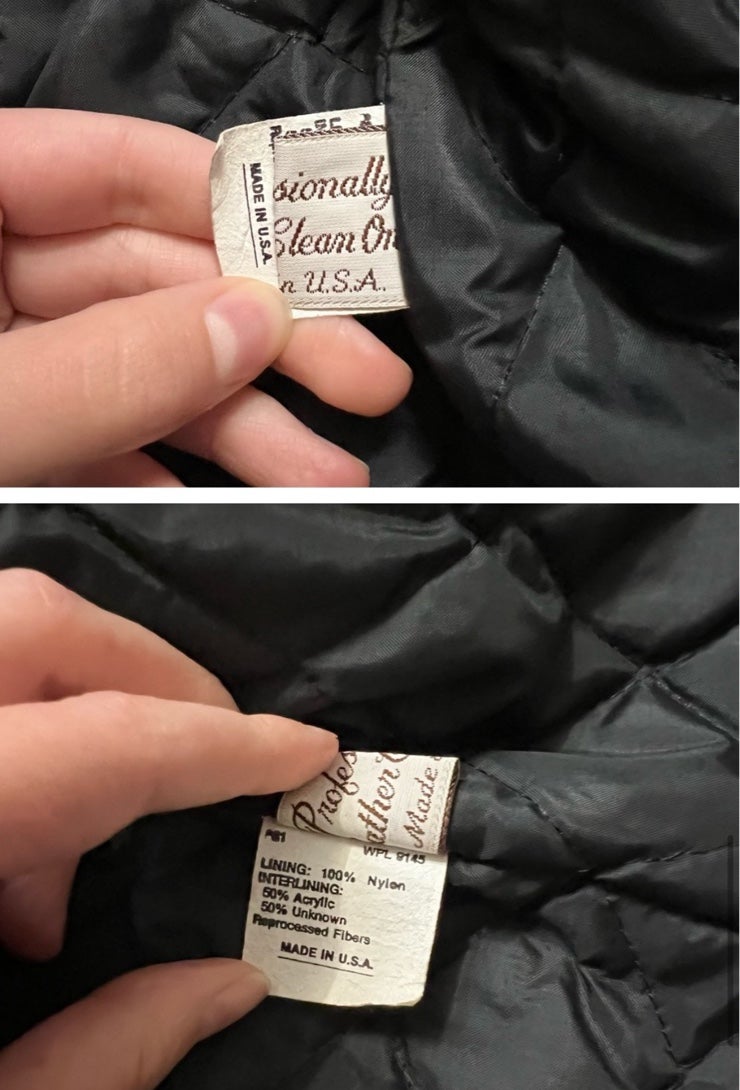 MADE IN U.S.A.
sionally
Clean On
n U.S.A.
Profes
ather C
Made
WPL 9145
LINING: 100% Nylon
INTERLINING:
50% Acrylic
50% Unknown
Reprocessed Fibers
MADE IN U.S.A.